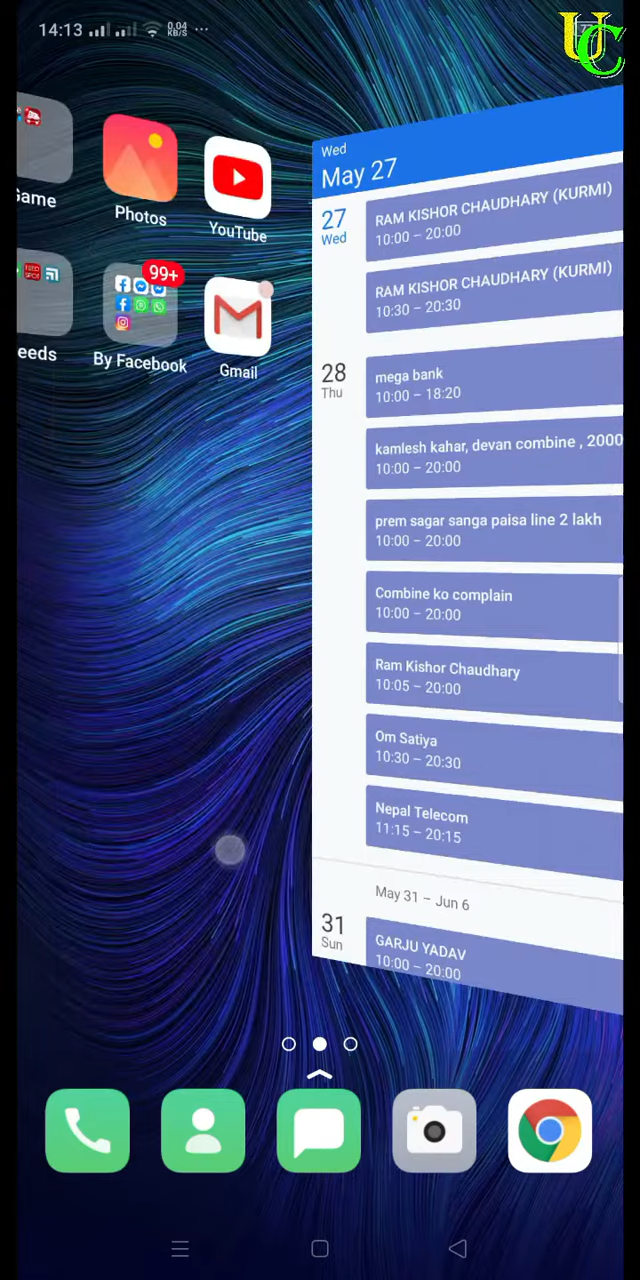 14:13
0.04
KB/S
UC
Game
Photos
YouTube
eeds
99+
By Facebook
Gmail
Wed
May 27
27
Wed
RAM KISHOR CHAUDHARY (KURMI)
10:00 – 20:00
RAM KISHOR CHAUDHARY (KURMI)
10:30 – 20:30
28
Thu
mega bank
10:00 – 18:20
kamlesh kahar, devan combine , 2000
10:00 – 20:00
prem sagar sanga paisa line 2 lakh
10:00 – 20:00
Combine ko complain
10:00 – 20:00
Ram Kishor Chaudhary
10:05 – 20:00
Om Satiya
10:30 – 20:30
Nepal Telecom
11:15 – 20:15
May 31 – Jun 6
31
Sun
GARJU YADAV
10:00 – 20:00